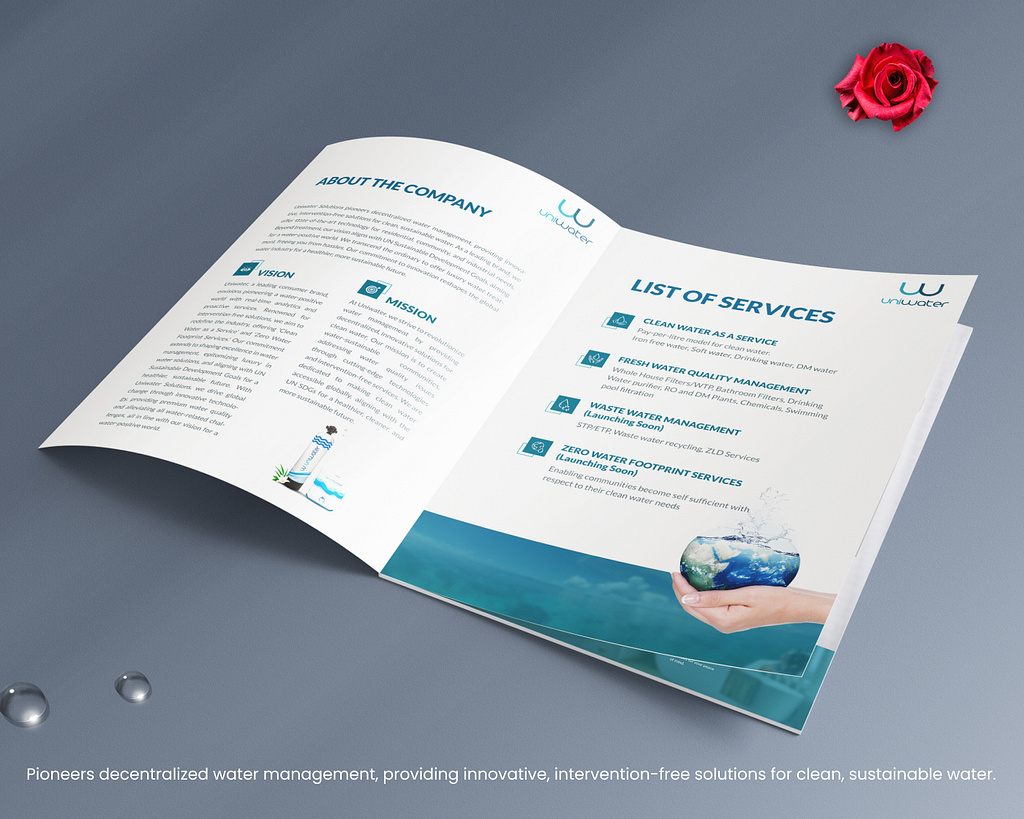 ABOUT THE COMPANY
uniwater
Uniwater Solutions pioneers decentralized water management, providing innova-
tive, intervention-free solutions for clean, sustainable water. As a leading brand, we
offer state-of-the-art technology for residential, community, and industrial needs.
Beyond treatment, our vision aligns with UN Sustainable Development Goals, aiming
for a water-positive world. We transcend the ordinary to offer luxury water treat-
ment, freeing you from hassles. Our commitment to innovation reshapes the global
water industry for a healthier, more sustainable future.
VISION
Uniwater, a leading consumer brand,
envisions pioneering a water-positive
world with real-time analytics and
proactive services. Renowned for
intervention-free solutions, we aim to
redefine the industry, offering 'Clean
Water as a Service' and 'Zero Water
Footprint Services.' Our commitment
extends to shaping excellence in water
management, epitomizing luxury in
water solutions, and aligning with UN
Sustainable Development Goals for a
healthier, sustainable future. With
Uniwater Solutions, we drive global
change through innovative technolo-
gy, providing premium water quality,
and alleviating all water-related chal-
lenges, all in line with our vision for a
water-positive world.
MISSION
At Uniwater, we strive to revolutionize
water management by providing
decentralized, innovative solutions for
clean water. Our mission is to create
water-sustainable communities,
addressing water quality issues
through cutting-edge technologies
and intervention-free services. We are
dedicated to making clean water
accessible globally, aligning with the
UN SDGs for a healthier, cleaner, and
more sustainable future.
LIST OF SERVICES
uniwater
CLEAN WATER AS A SERVICE
Pay-per-litre model for clean water.
Iron free water, Soft water, Drinking water, DM water
FRESH WATER QUALITY MANAGEMENT
Whole House Filters/WTP, Bathroom Filters, Drinking
Water purifier, RO and DM Plants, Chemicals, Swimming
pool filtration
WASTE WATER MANAGEMENT
(Launching Soon)
STP/ETP, Waste water recycling, ZLD Services
ZERO WATER FOOTPRINT SERVICES
(Launching Soon)
Enabling communities become self sufficient with
respect to their clean water needs
Pioneers decentralized water management, providing innovative, intervention-free solutions for clean, sustainable water.